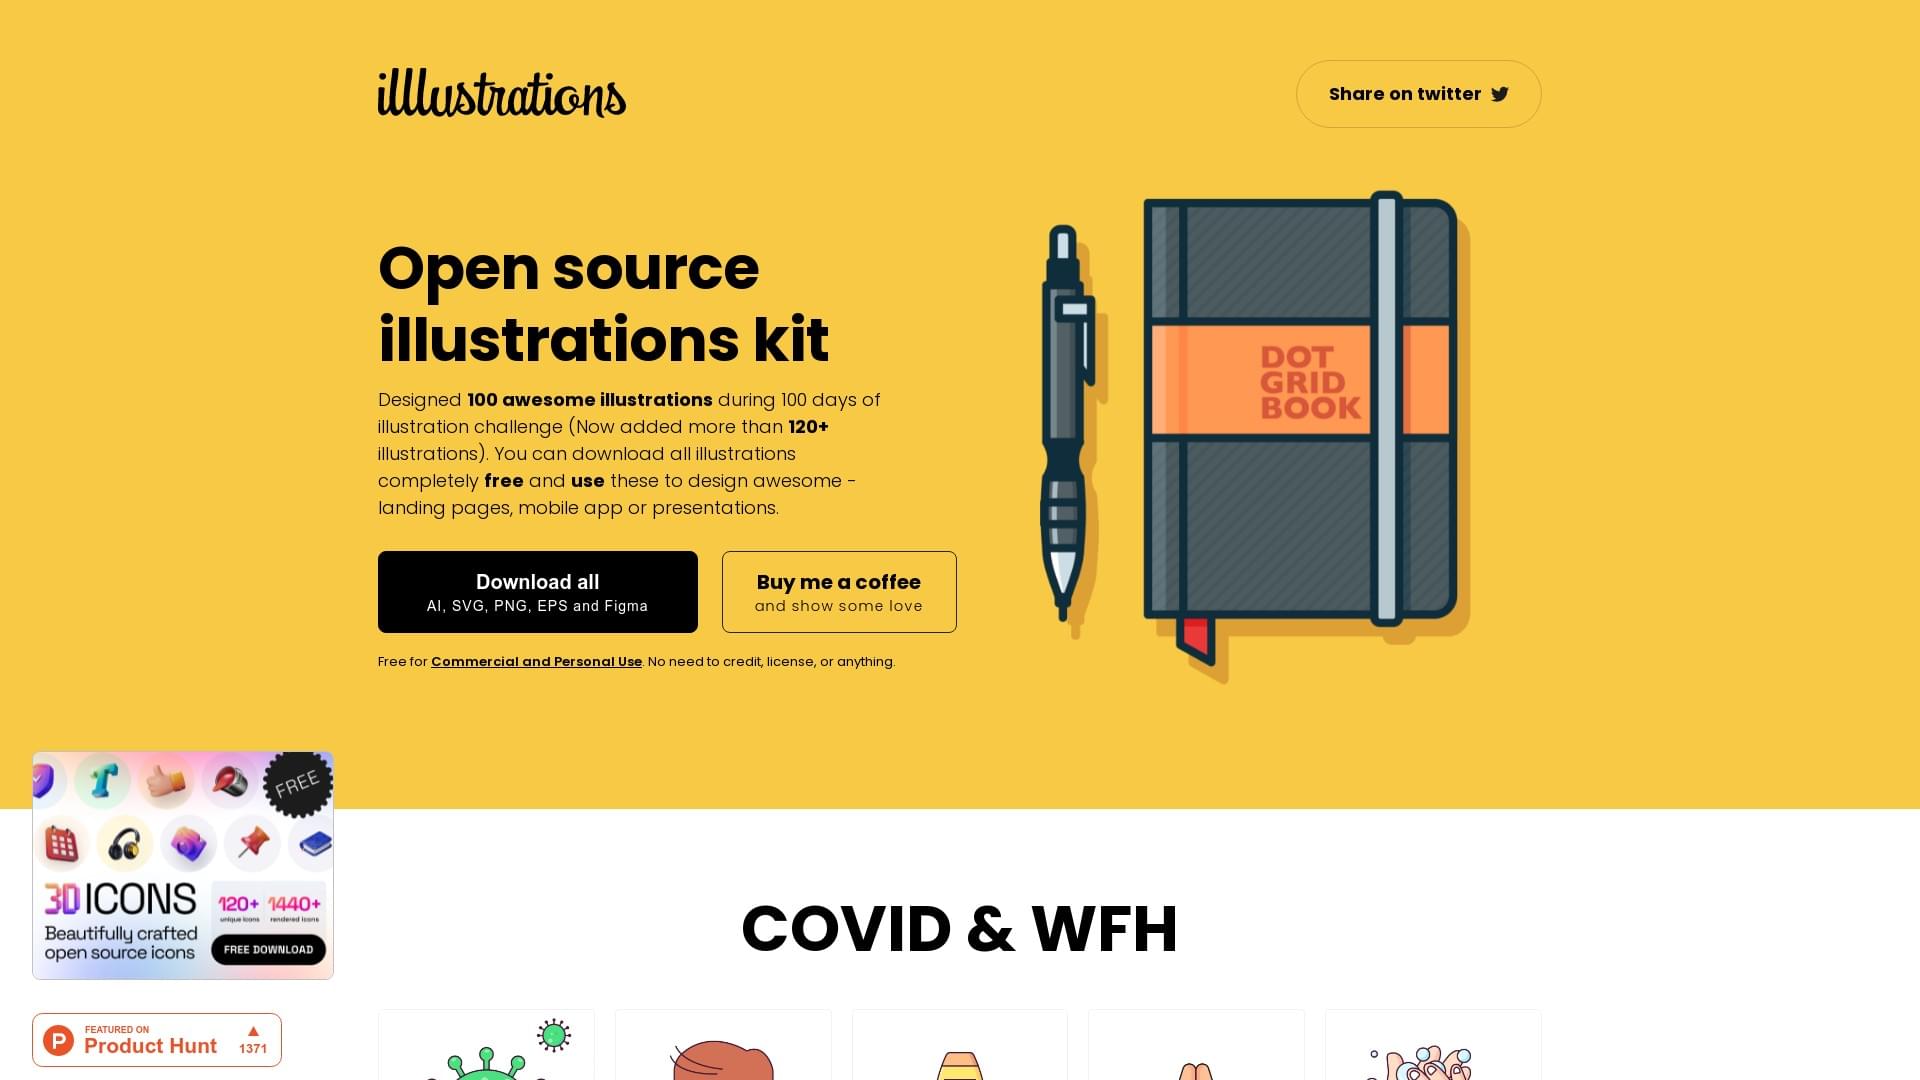 illlustrations
Share on twitter
Open source
illustrations kit
Designed 100 awesome illustrations during 100 days of
illustration challenge (Now added more than 120+
illustrations). You can download all illustrations
completely free and use these to design awesome -
landing pages, mobile app or presentations.
Download all
AI, SVG, PNG, EPS and Figma
Buy me a coffee
and show some love
Free for Commercial and Personal Use. No need to credit, license, or anything.
DOT
GRID
BOOK
FREE
3D ICONS
120+
unique icons
1440+
rendered icons
Beautifully crafted
open source icons
FREE DOWNLOAD
FEATURED ON
Product Hunt
1371
COVID & WFH